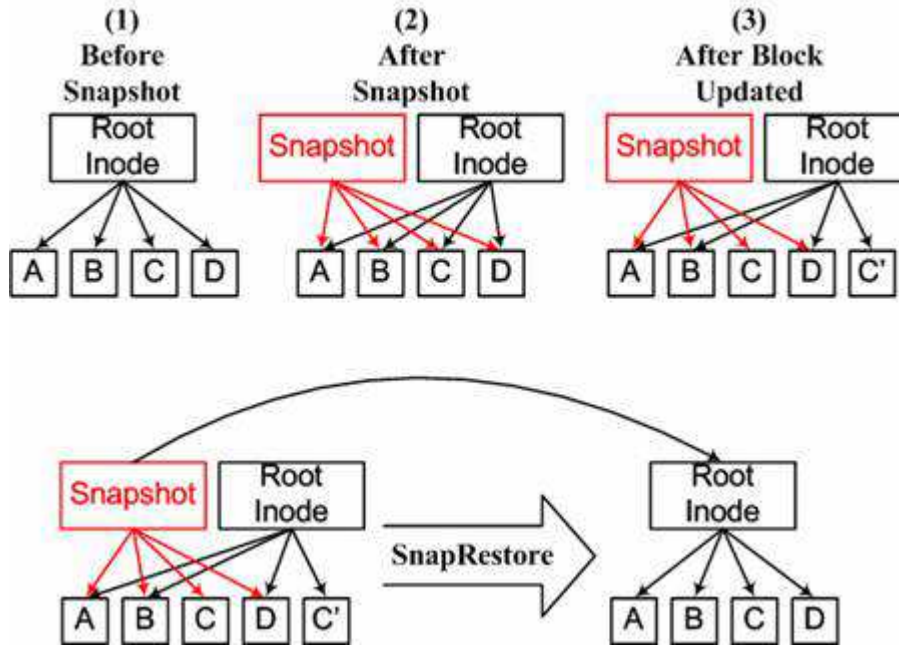 (1)
Before
Snapshot
(2)
After
Snapshot
(3)
After Block
Updated
Root
Inode
Snapshot
Root
Inode
Snapshot
Root
Inode
A B C D
A B C D
A B C D C'
Snapshot
Root
Inode
SnapRestore
Root
Inode
A B C D C'
A B C D